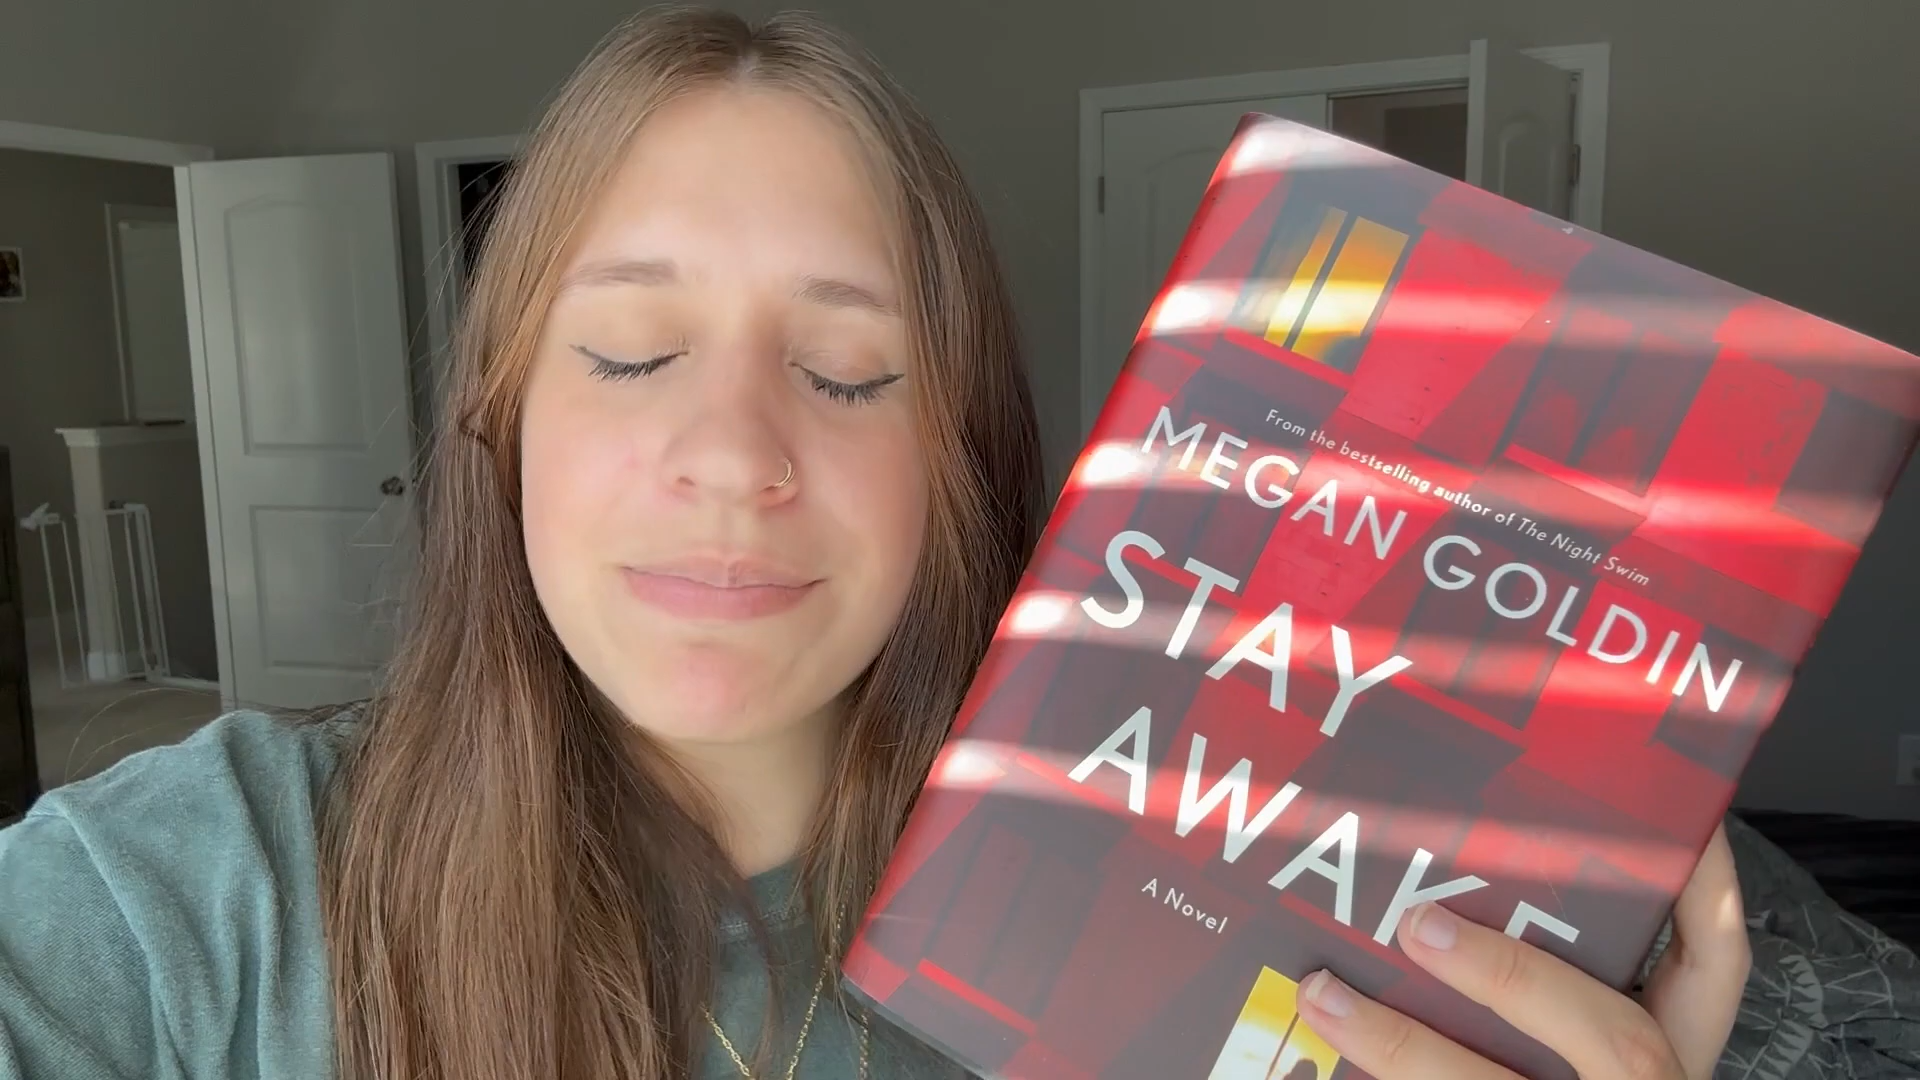 From the bestselling author of The Night Swim
MEGAN GOLDIN
STAY
AWAKE
A Novel